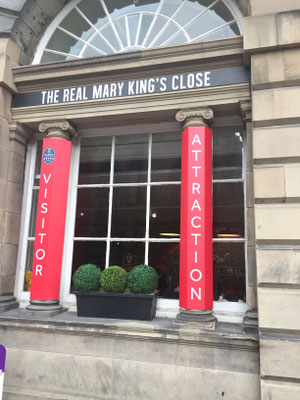 THE REAL MARY KING'S CLOSE
VISITOR
ATTRACTION